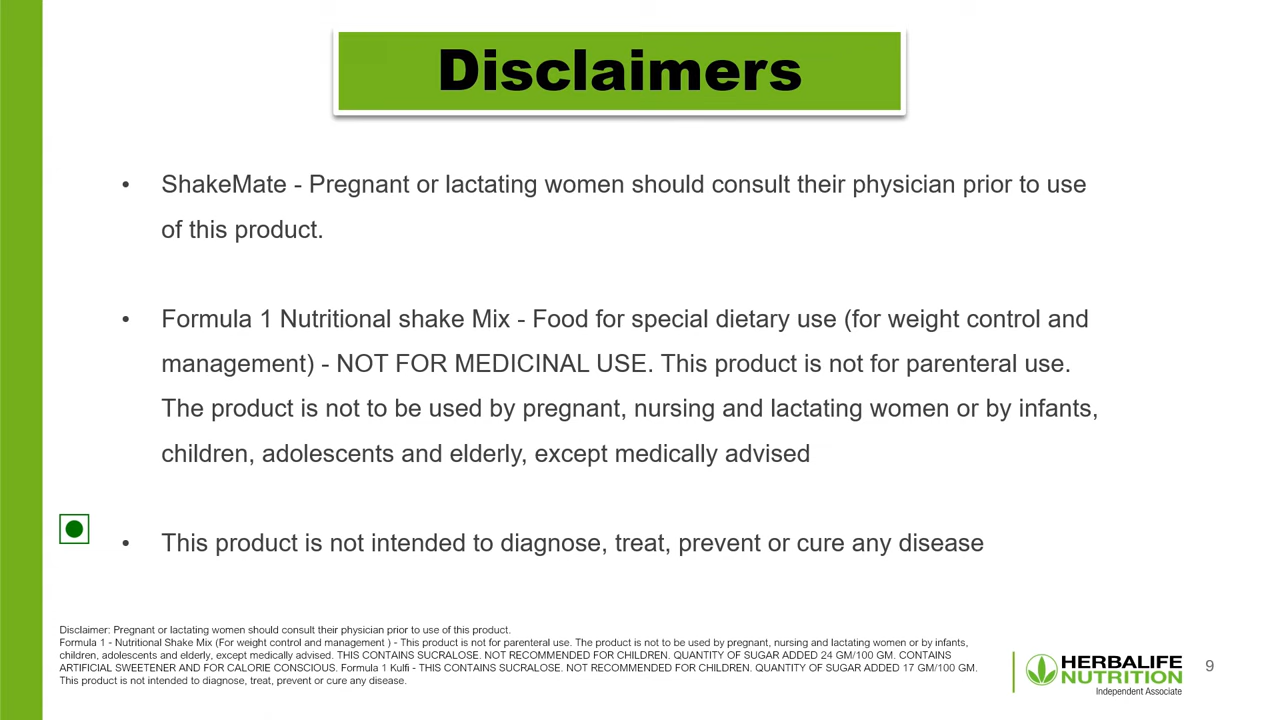 Disclaimers
• ShakeMate - Pregnant or lactating women should consult their physician prior to use
of this product.
• Formula 1 Nutritional shake Mix - Food for special dietary use (for weight control and
management) - NOT FOR MEDICINAL USE. This product is not for parenteral use.
The product is not to be used by pregnant, nursing and lactating women or by infants,
children, adolescents and elderly, except medically advised
• This product is not intended to diagnose, treat, prevent or cure any disease
Disclaimer: Pregnant or lactating women should consult their physician prior to use of this product.
Formula 1 - Nutritional Shake Mix (For weight control and management ) - This product is not for parenteral use. The product is not to be used by pregnant, nursing and lactating women or by infants,
children, adolescents and elderly, except medically advised. THIS CONTAINS SUCRALOSE. NOT RECOMMENDED FOR CHILDREN. QUANTITY OF SUGAR ADDED 24 GM/100 GM. CONTAINS
ARTIFICIAL SWEETENER AND FOR CALORIE CONSCIOUS. Formula 1 Kulfi - THIS CONTAINS SUCRALOSE. NOT RECOMMENDED FOR CHILDREN. QUANTITY OF SUGAR ADDED 17 GM/100 GM.
This product is not intended to diagnose, treat, prevent or cure any disease.
HERBALIFE
NUTRITION
Independent Associate
9